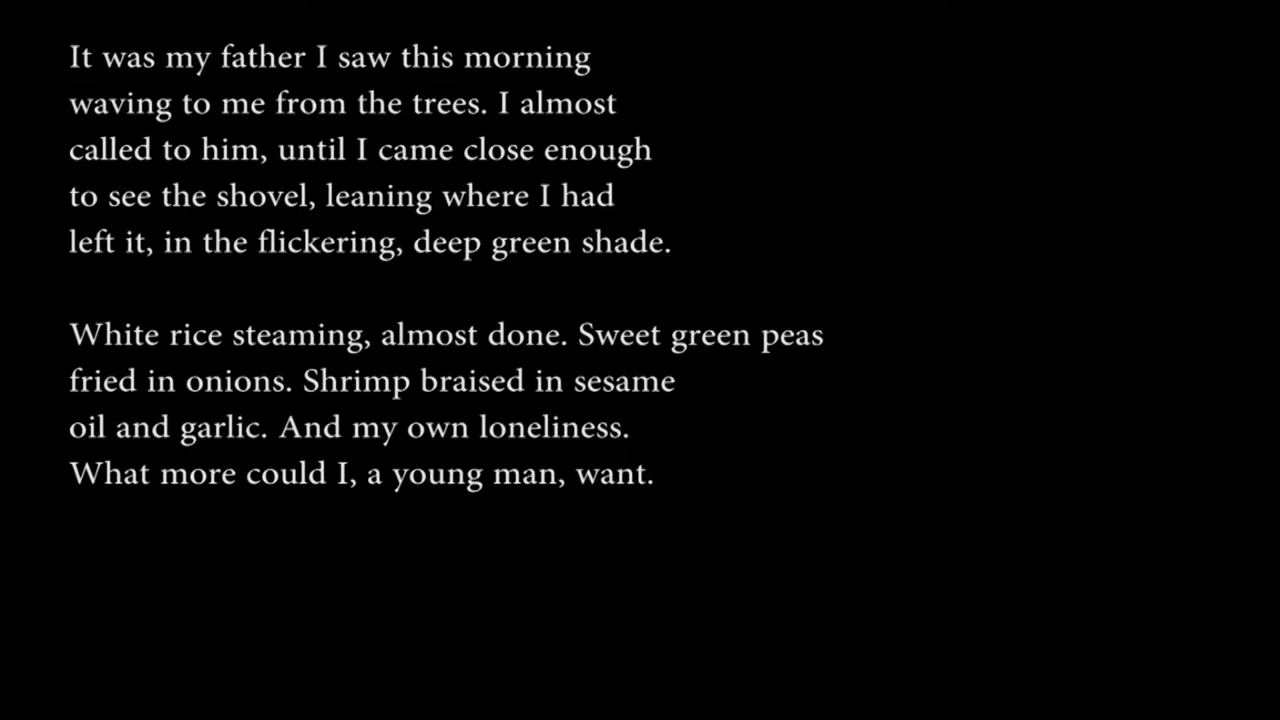 It was my father I saw this morning
waving to me from the trees. I almost
called to him, until I came close enough
to see the shovel, leaning where I had
left it, in the flickering, deep green shade.
White rice steaming, almost done. Sweet green peas
fried in onions. Shrimp braised in sesame
oil and garlic. And my own loneliness.
What more could I, a young man, want.